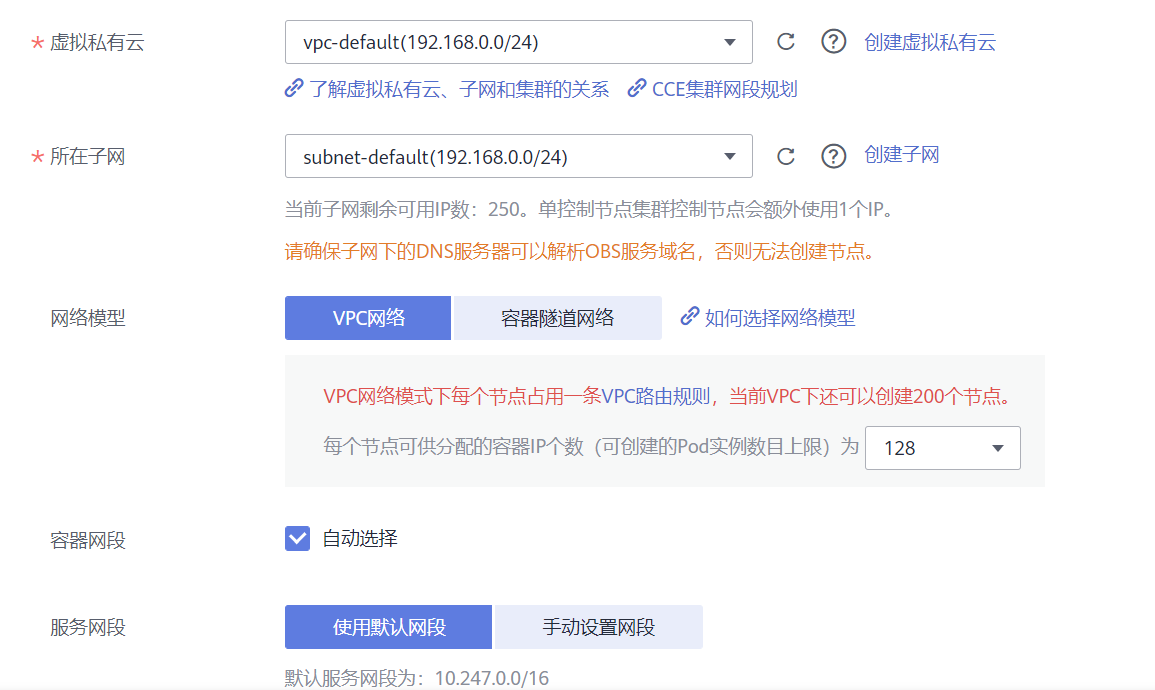 * 虚拟私有云 vpc-default(192.168.0.0/24) ? 创建虚拟私有云
了解虚拟私有云、子网和集群的关系 CCE集群网段规划
* 所在子网 subnet-default(192.168.0.0/24) ? 创建子网
当前子网剩余可用IP数：250。单控制节点集群控制节点会额外使用1个IP。
请确保子网下的DNS服务器可以解析OBS服务域名，否则无法创建节点。
网络模型 VPC网络 容器隧道网络 如何选择网络模型
VPC网络模式下每个节点占用一条VPC路由规则，当前VPC下还可以创建200个节点。
每个节点可供分配的容器IP个数（可创建的Pod实例数目上限）为 128
容器网段 自动选择
服务网段 使用默认网段 手动设置网段
默认服务网段为：10.247.0.0/16